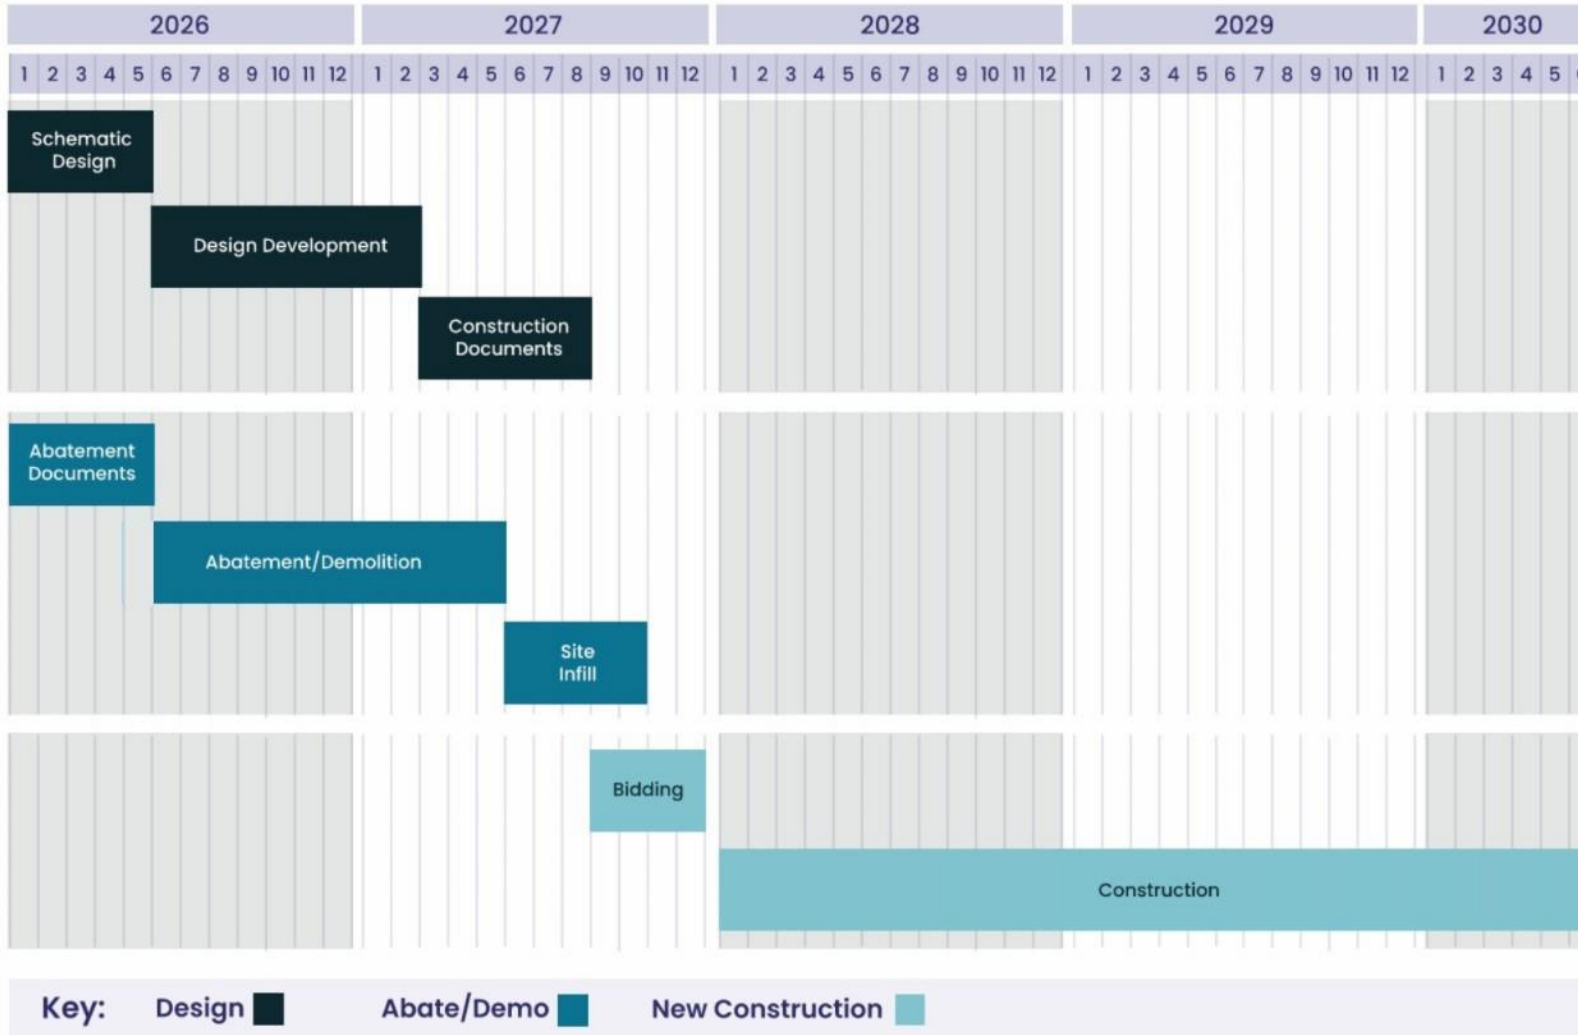 2026 2027 2028 2029 2030
1 2 3 4 5 6 7 8 9 10 11 12 1 2 3 4 5 6 7 8 9 10 11 12 1 2 3 4 5 6 7 8 9 10 11 12 1 2 3 4 5 6 7 8 9 10 11 12 1 2 3 4 5
Schematic
Design
Design Development
Construction
Documents
Abatement
Documents
Abatement/Demolition
Site
Infill
Bidding
Construction
Key: Design Abate/Demo New Construction